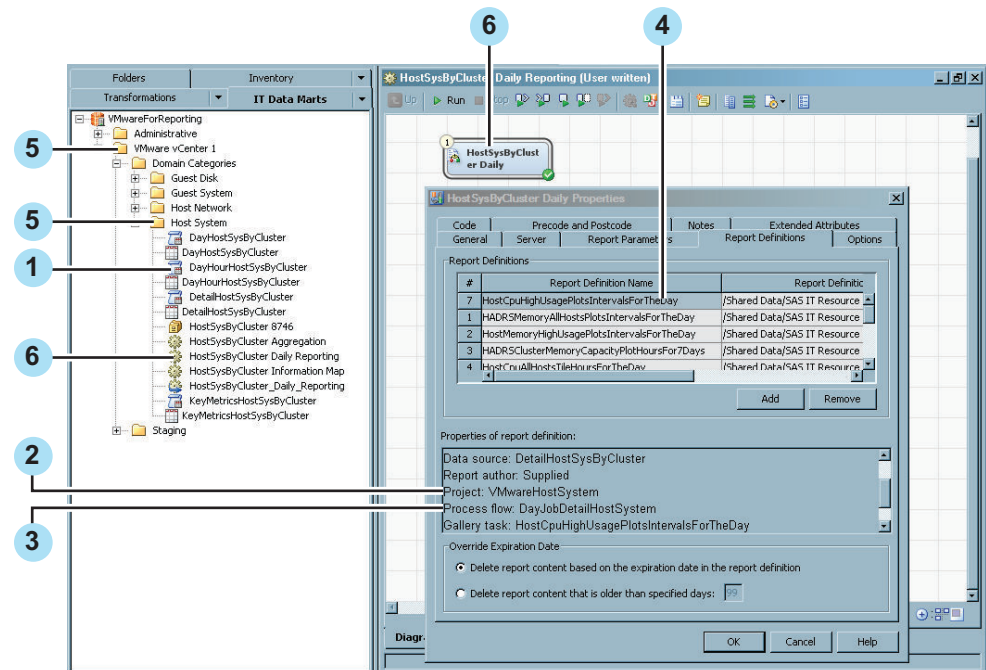 6
4
Folders
Inventory
Transformations
IT Data Marts
VMwareForReporting
Administrative
5
VMware vCenter 1
Domain Categories
Guest Disk
Guest System
Host Network
5
Host System
DayHostSysByCluster
DayHostSysByCluster
1
DayHourHostSysByCluster
DayHourHostSysByCluster
DetailHostSysByCluster
DetailHostSysByCluster
HostSysByCluster 8746
HostSysByCluster Aggregation
6
HostSysByCluster Daily Reporting
HostSysByCluster Information Map
HostSysByCluster_Daily_Reporting
KeyMetricsHostSysByCluster
KeyMetricsHostSysByCluster
Staging
2
3
HostSysByCluster Daily Reporting (User written)
Up Run Stop
1
HostSysByClust
er Daily
HostSysByCluster Daily Properties
Code Precode and Postcode Notes Extended Attributes
General Server Report Parameters Report Definitions Options
Report Definitions
# Report Definition Name Report Definitic
7 HostCpuHighUsagePlotsIntervalsForTheDay /Shared Data/SAS IT Resource
1 HADRSMemoryAllHostsPlotsIntervalsForTheDay /Shared Data/SAS IT Resource
2 HostMemoryHighUsagePlotsIntervalsForTheDay /Shared Data/SAS IT Resource
3 HADRSClusterMemoryCapacityPlotHoursFor7Days /Shared Data/SAS IT Resource
4 HostCpuAllHostsTileHoursForTheDay /Shared Data/SAS IT Resource
Add Remove
Properties of report definition:
Data source: DetailHostSysByCluster
Report author: Supplied
Project: VMwareHostSystem
Process flow: DayJobDetailHostSystem
Gallery task: HostCpuHighUsagePlotsIntervalsForTheDay
Override Expiration Date
Delete report content based on the expiration date in the report definition
Delete report content that is older than specified days: 99
Diagr
OK Cancel Help